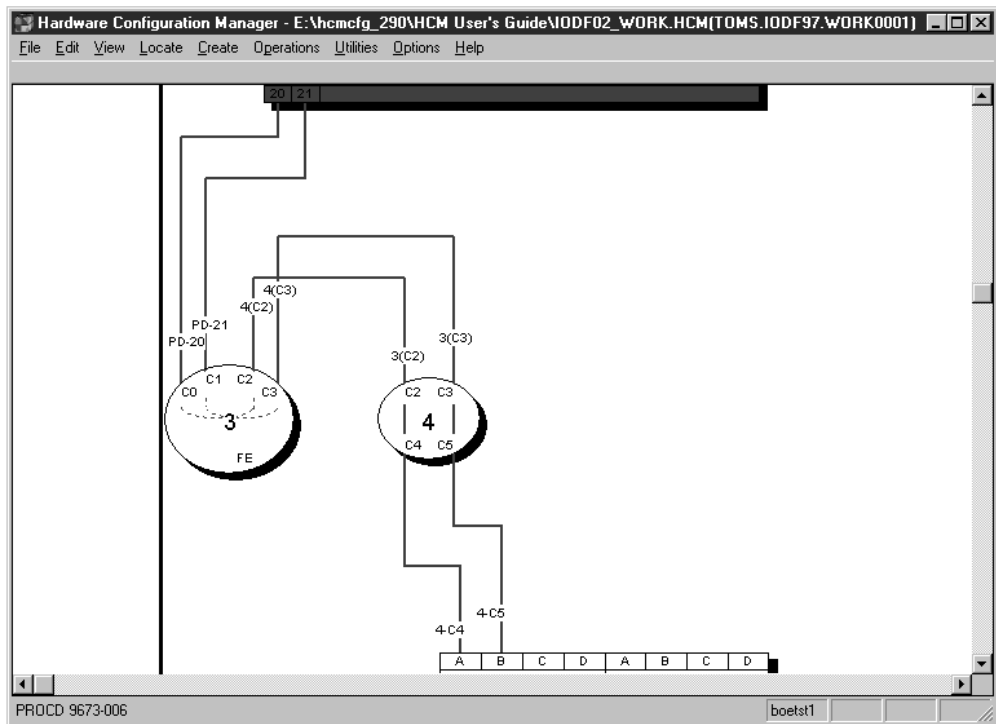 Hardware Configuration Manager - E:\hcmcfg_290\HCM User's Guide\IODF02_WORK.HCM(TOMS.IODF97.WORK0001)
File Edit View Locate Create Operations Utilities Options Help
20 21
4(C3)
4(C2)
PD-21
PD-20
3(C3)
3(C2)
C0 C1 C2 C3
3
FE
C2 C3
4
C4 C5
4-C5
4-C4
A B C D A B C D
PROCD 9673-006 boetst1